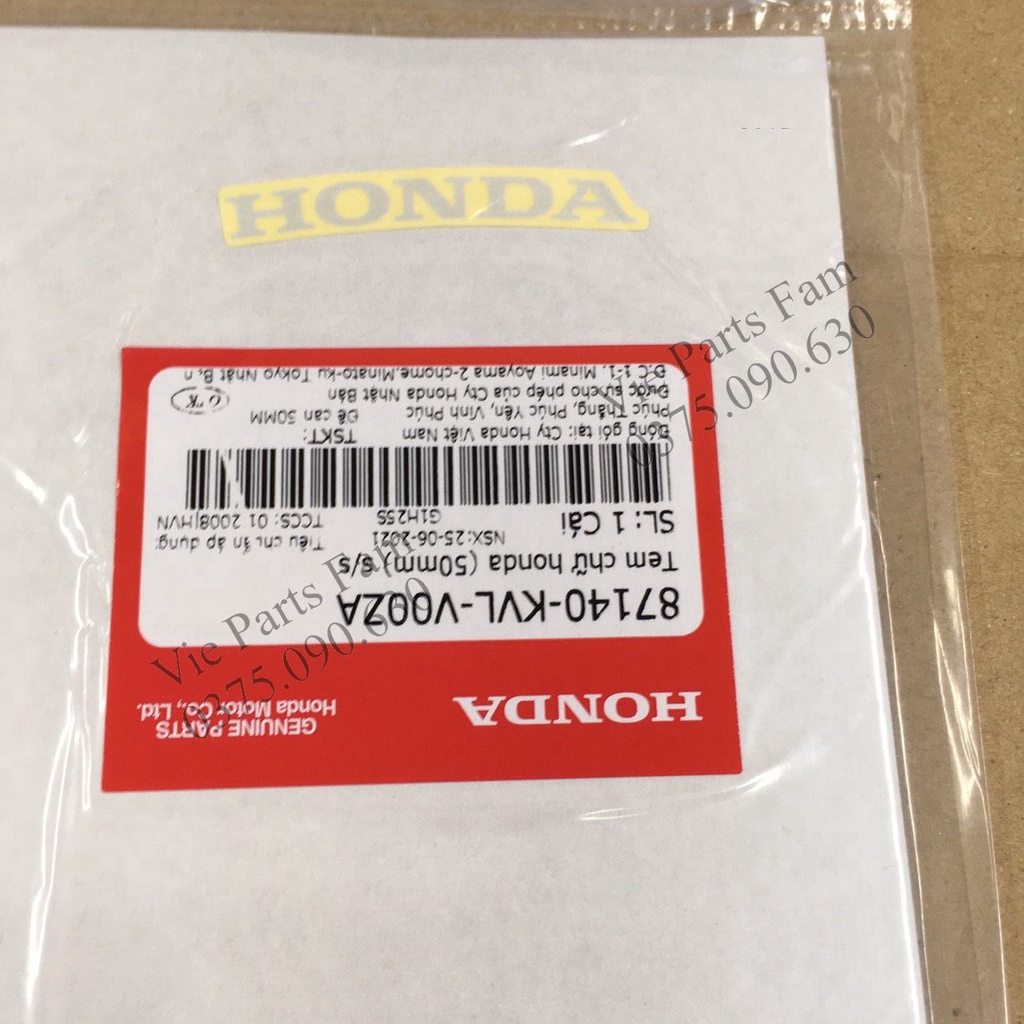 HONDA
HONDA
GENUINE PARTS
Honda Motor Co., Ltd.
87140-KVL-V00ZA
Tem chữ honda (50mm) s/s
NSX:25-06-2021
Tiêu chuẩn áp dụng:
SL: 1 Cái
G1H25S
TCCS: 01 2008|HVN
Đóng gói tại: Cty Honda Việt Nam
TSKT:
Phúc Thắng, Phúc Yên, Vĩnh Phúc
Đề can 50MM
Được sự cho phép của Cty Honda Nhật Bản
Đ.C:1-1, Minami Aoyama 2-chome,Minato-ku Tokyo Nhật B
Vie Parts Fam
0375.090.630
Vie Parts Fam
0375.090.630